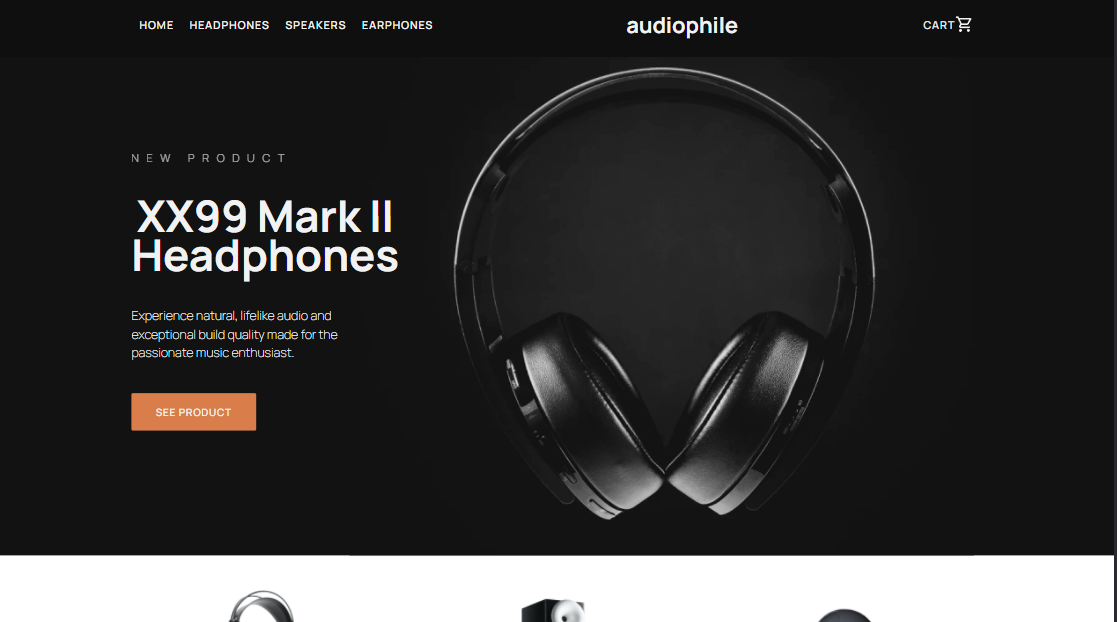 HOME HEADPHONES SPEAKERS EARPHONES audiophile CART
NEW PRODUCT
XX99 Mark II
Headphones
Experience natural, lifelike audio and
exceptional build quality made for the
passionate music enthusiast.
SEE PRODUCT